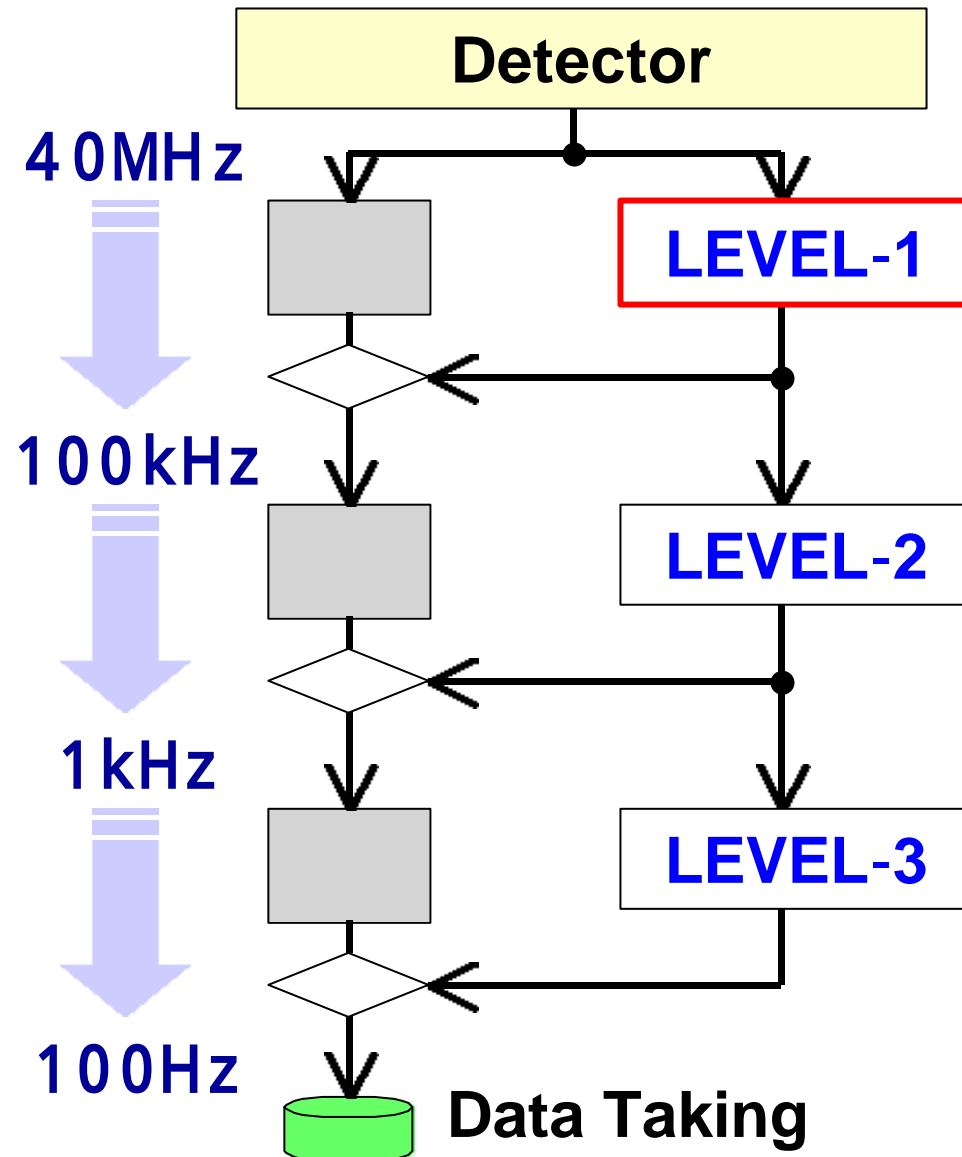 Detector
40MHz
LEVEL-1
100kHz
LEVEL-2
1kHz
LEVEL-3
100Hz
Data Taking